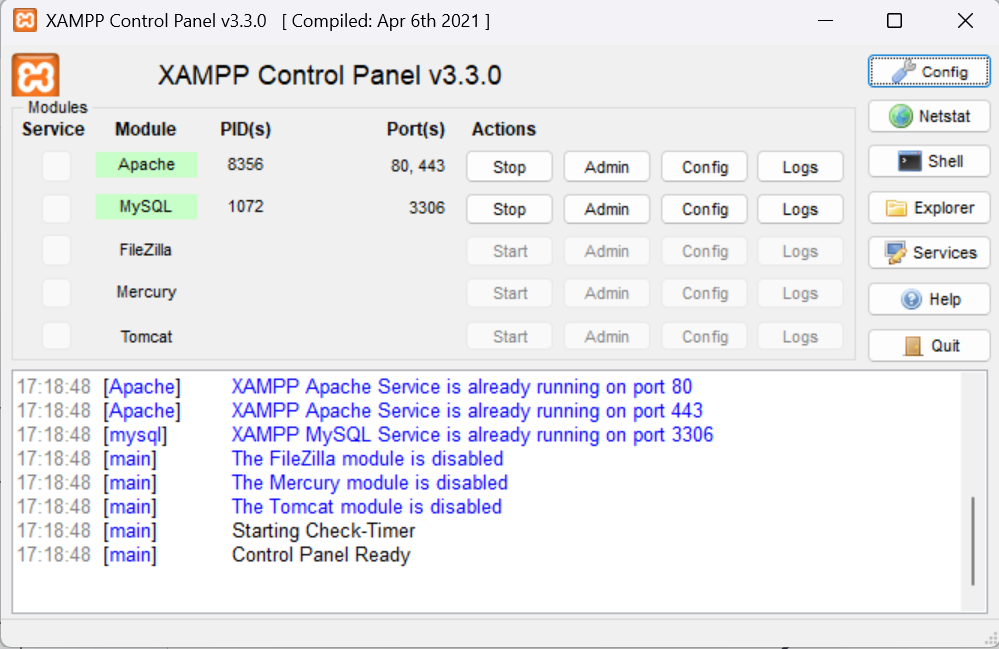 XAMPP Control Panel v3.3.0 [ Compiled: Apr 6th 2021 ]
XAMPP Control Panel v3.3.0
Config
Netstat
Shell
Explorer
Services
Help
Quit
Modules
Service Module PID(s) Port(s) Actions
Apache 8356 80, 443 Stop Admin Config Logs
MySQL 1072 3306 Stop Admin Config Logs
FileZilla Start Admin Config Logs
Mercury Start Admin Config Logs
Tomcat Start Admin Config Logs
17:18:48 [Apache] XAMPP Apache Service is already running on port 80
17:18:48 [Apache] XAMPP Apache Service is already running on port 443
17:18:48 [mysql] XAMPP MySQL Service is already running on port 3306
17:18:48 [main] The FileZilla module is disabled
17:18:48 [main] The Mercury module is disabled
17:18:48 [main] The Tomcat module is disabled
17:18:48 [main] Starting Check-Timer
17:18:48 [main] Control Panel Ready